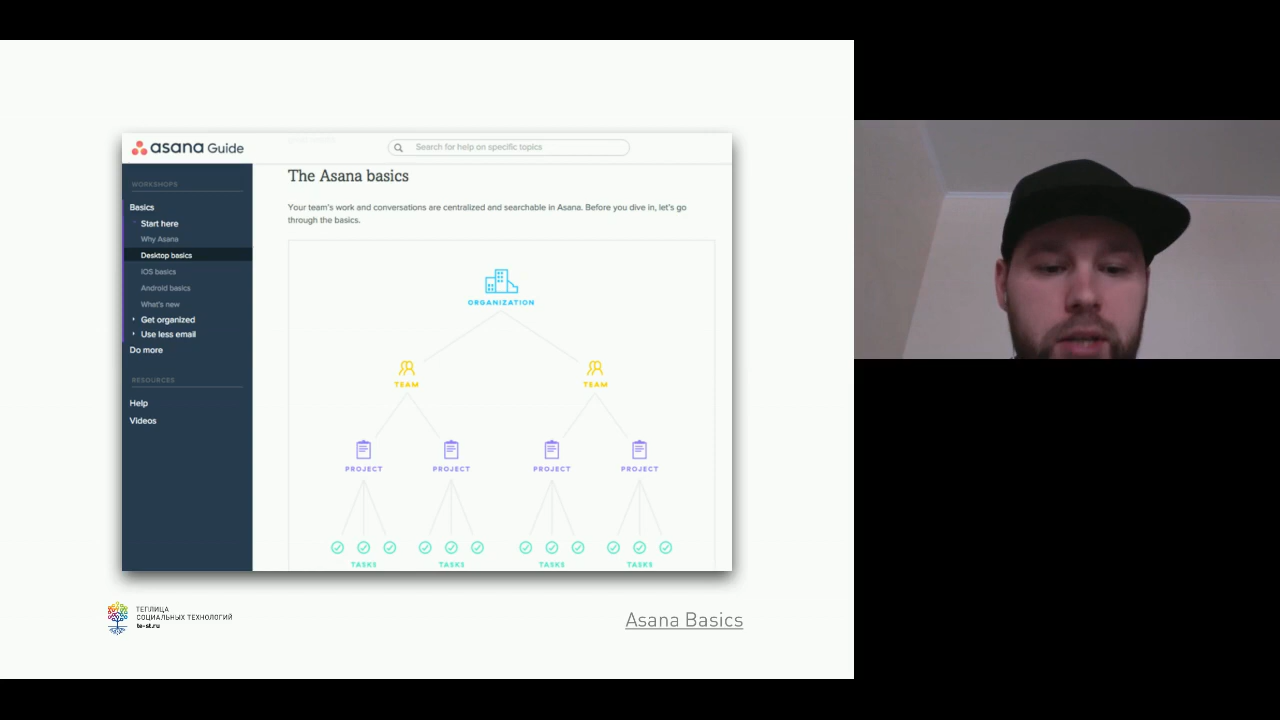 asana Guide
Search for help on specific topics
WORKSHOPS
Basics
Start here
Why Asana
Desktop basics
iOS basics
Android basics
What's new
Get organized
Use less email
Do more
RESOURCES
Help
Videos
The Asana basics
Your team's work and conversations are centralized and searchable in Asana. Before you dive in, let's go
through the basics.
ORGANIZATION
TEAM TEAM
PROJECT PROJECT PROJECT PROJECT
TASKS TASKS TASKS TASKS
ТЕПЛИЦА
СОЦИАЛЬНЫХ ТЕХНОЛОГИЙ
te-st.ru
Asana Basics